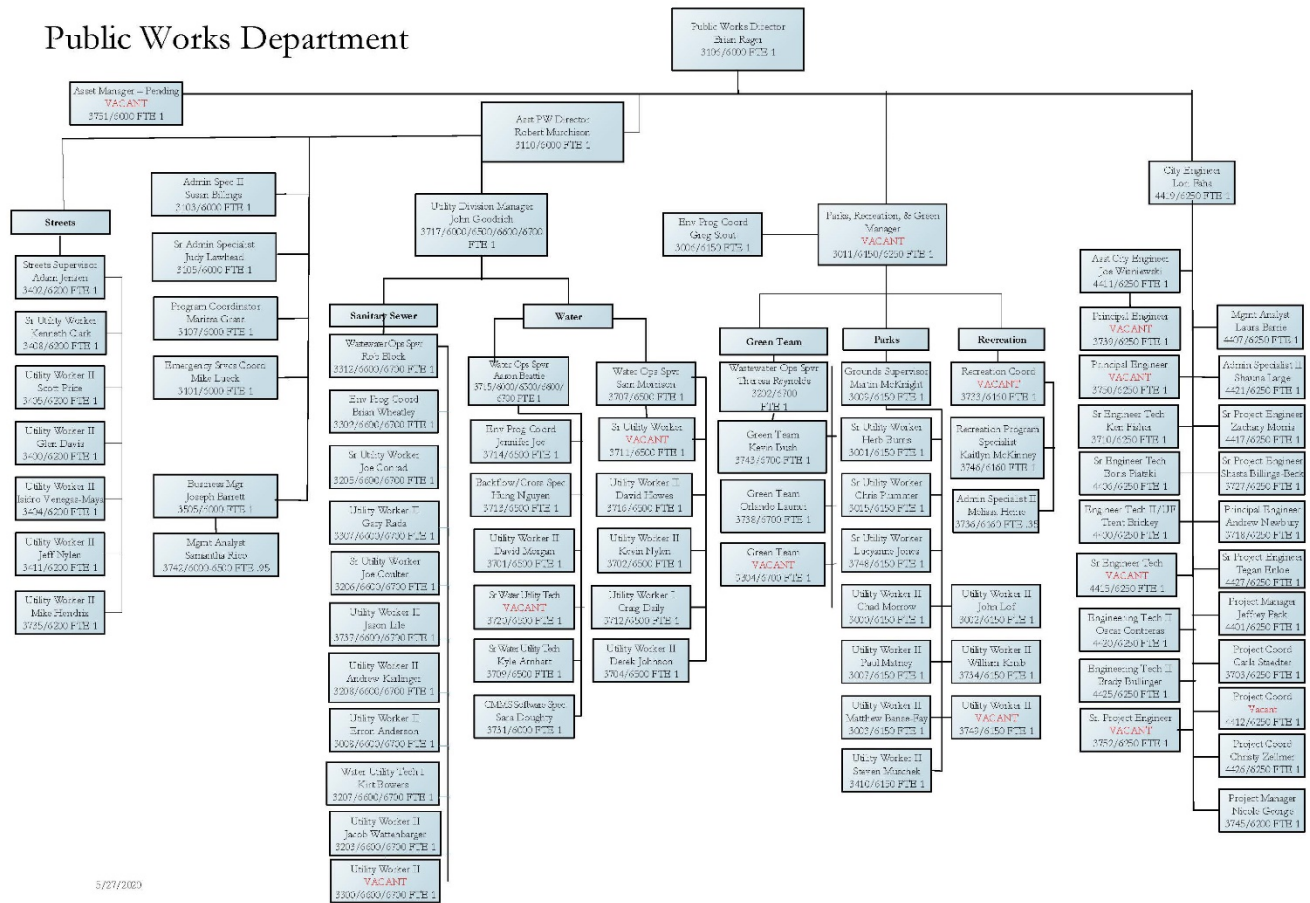 Public Works Department
Public Works Director
Brian Rager
3106/6000 FTE 1
Asset Manager – Pending
VACANT
3751/6000 FTE 1
Asst PW Director
Robert Murchison
3110/6000 FTE 1
City Engineer
Lori Faha
4419/6250 FTE 1
Admin Spec II
Susan Billings
3103/6000 FTE 1
Utility Division Manager
John Goodrich
3717/6000/6500/6600/6700
FTE 1
Env Prog Coord
Greg Stout
3006/6150 FTE 1
Parks, Recreation, & Green
Manager
VACANT
3011/6150/6250 FTE 1
Streets
Streets Supervisor
Adam Jensen
3402/6200 FTE 1
Sr Utility Worker
Kenneth Clark
3408/6200 FTE 1
Utility Worker II
Scott Price
3405/6200 FTE 1
Utility Worker II
Glen Davis
3400/6200 FTE 1
Utility Worker II
Isidro Venegas-Maya
3404/6200 FTE 1
Utility Worker II
Jeff Nylen
3411/6200 FTE 1
Utility Worker II
Mike Hendrix
3735/6200 FTE 1
Sr Admin Specialist
Judy Lawhead
3105/6000 FTE 1
Program Coordinator
Marissa
3107/6000 FTE 1
Emergency Srvcs Coord
Mike Lueck
3101/6000 FTE 1
Business Mgr
Joseph Barrett
3505/6000 FTE 1
Mgmt Analyst
Samantha Rico
3742/6000-6500 FTE .95
Sanitary Sewer
Wastewater Ops Spvr
Rob Block
3312/6600/6700 FTE 1
Env Prog Coord
Brian Wheatley
3302/6600/6700 FTE 1
Sr Utility Worker
Joe Conrad
3205/6600/6700 FTE 1
Utility Worker I
Gary Rada
3307/6600/6700 FTE 1
Sr Utility Worker
Joe Coulter
3206/6600/6700 FTE 1
Utility Worker II
Jason
3737/6600/6700 FTE 1
Utility Worker II
Andrew Karlinger
3208/6600/6700 FTE 1
Utility Worker II
Erron Anderson
3008/6600/6700 FTE 1
Water Utility Tech I
Kirt Bowers
3207/6600/6700 FTE 1
Utility Worker II
Jacob Wattenbarger
3203/6600/6700 FTE 1
Utility Worker II
VACANT
3300/6600/6700 FTE 1
Water
Water Ops Spvr
Aaron Beattie
3715/6000/6500/6600/
6700 FTE 1
Env Prog Coord
Jennifer Joe
3714/6500 FTE 1
Backflow/Cross Spec
Hung Nguyen
3713/6500 FTE 1
Utility Worker II
David Morgan
3701/6500 FTE 1
Sr Water Utility Tech
VACANT
3720/6500 FTE 1
Sr Water Utility Tech
Kyle Arnhart
3709/6500 FTE 1
CMMS Software Spec
Sara Doughty
3731/6000 FTE 1
Water Ops Spvr
Sam Morrison
3707/6500 FTE 1
Sr Utility Worker
VACANT
3711/6500 FTE 1
Utility Worker II
David Howes
3716/6500 FTE 1
Utility Worker II
Kevin Nylen
3702/6500 FTE 1
Utility Worker I
Craig Daily
3712/6500 FTE 1
Utility Worker II
Derek Johnson
3704/6500 FTE 1
Green Team
Wastewater Ops Spvr
Theresa Reynolds
3202/6700
FTE 1
Green Team
Kevin Bush
3743/6700 FTE 1
Green Team
Orlando
3738/6700 FTE 1
Green Team
VACANT
3304/6700 FTE 1
Parks
Grounds Supervisor
Martin McKnight
3009/6150 FTE 1
Sr Utility Worker
Herb Burns
3001/6150 FTE 1
Sr Utility Worker
Chris Plummer
3015/6150 FTE 1
Sr Utility Worker
Lucyanne Jones
3748/6150 FTE 1
Utility Worker II
Chad Morrow
3000/6150 FTE 1
Utility Worker II
Paul Matney
3007/6150 FTE 1
Utility Worker II
Matthew
3003/6150 FTE 1
Utility Worker II
Steven Muschek
3410/6150 FTE 1
Utility Worker II
John Lof
3002/6150 FTE 1
Utility Worker II
William
3734/6150 FTE 1
Utility Worker II
VACANT
3749/6150 FTE 1
Recreation
Recreation Coord
VACANT
3733/6160 FTE 1
Recreation Program
Specialist
Kaitlyn McKinney
3746/6160 FTE 1
Admin Specialist II
Melissa
3736/6160 FTE .35
Asst City Engineer
Joe Wisniewski
4411/6250 FTE 1
Principal Engineer
VACANT
3739/6250 FTE 1
Principal Engineer
VACANT
3750/6250 FTE 1
Sr Engineer Tech
Ken Fisher
3710/6250 FTE 1
Sr Engineer Tech
Boris Piatski
4406/6250 FTE 1
Engineer Tech II/UF
Trent Brickey
4400/6250 FTE 1
Sr Engineer Tech
VACANT
4415/6250 FTE 1
Engineering Tech II
Oscar Contreras
4420/6250 FTE 1
Engineering Tech II
Brady Bullinger
4425/6250 FTE 1
Sr. Project Engineer
VACANT
3752/6250 FTE 1
Mgmt Analyst
Laura Barrie
4407/6250 FTE 1
Admin Specialist II
Shauna Large
4421/6250 FTE 1
Sr Project Engineer
Zachary Morris
4417/6250 FTE 1
Sr Project Engineer
Shasta Billings-Beck
3727/6250 FTE 1
Principal Engineer
Andrew Newbury
3718/6250 FTE 1
Sr Project Engineer
Tegan Enloe
4427/6250 FTE 1
Project Manager
Jeffrey Peck
4401/6250 FTE 1
Project Coord
Carla Staedter
3703/6250 FTE 1
Project Coord
Vacant
4412/6250 FTE 1
Project Coord
Christy Zellmer
4426/6250 FTE 1
Project Manager
Nicole George
3745/6200 FTE 1
5/27/2020